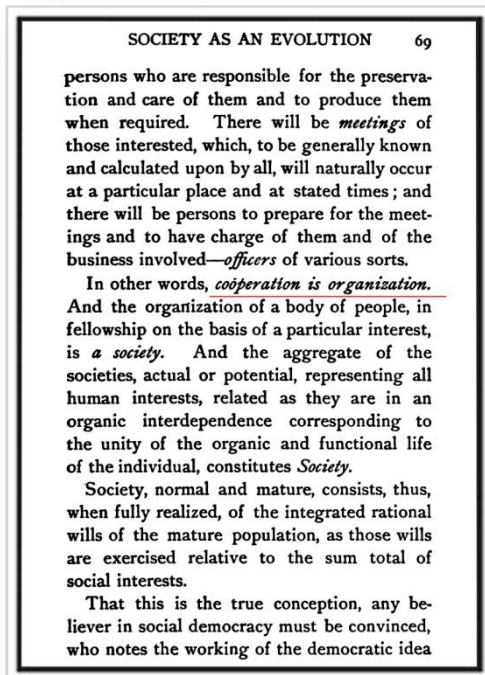 SOCIETY AS AN EVOLUTION 69
persons who are responsible for the preserva-
tion and care of them and to produce them
when required. There will be meetings of
those interested, which, to be generally known
and calculated upon by all, will naturally occur
at a particular place and at stated times; and
there will be persons to prepare for the meet-
ings and to have charge of them and of the
business involved—officers of various sorts.
In other words, coöperation is organization.
And the organization of a body of people, in
fellowship on the basis of a particular interest,
is a society. And the aggregate of the
societies, actual or potential, representing all
human interests, related as they are in an
organic interdependence corresponding to
the unity of the organic and functional life
of the individual, constitutes Society.
Society, normal and mature, consists, thus,
when fully realized, of the integrated rational
wills of the mature population, as those wills
are exercised relative to the sum total of
social interests.
That this is the true conception, any be-
liever in social democracy must be convinced,
who notes the working of the democratic idea